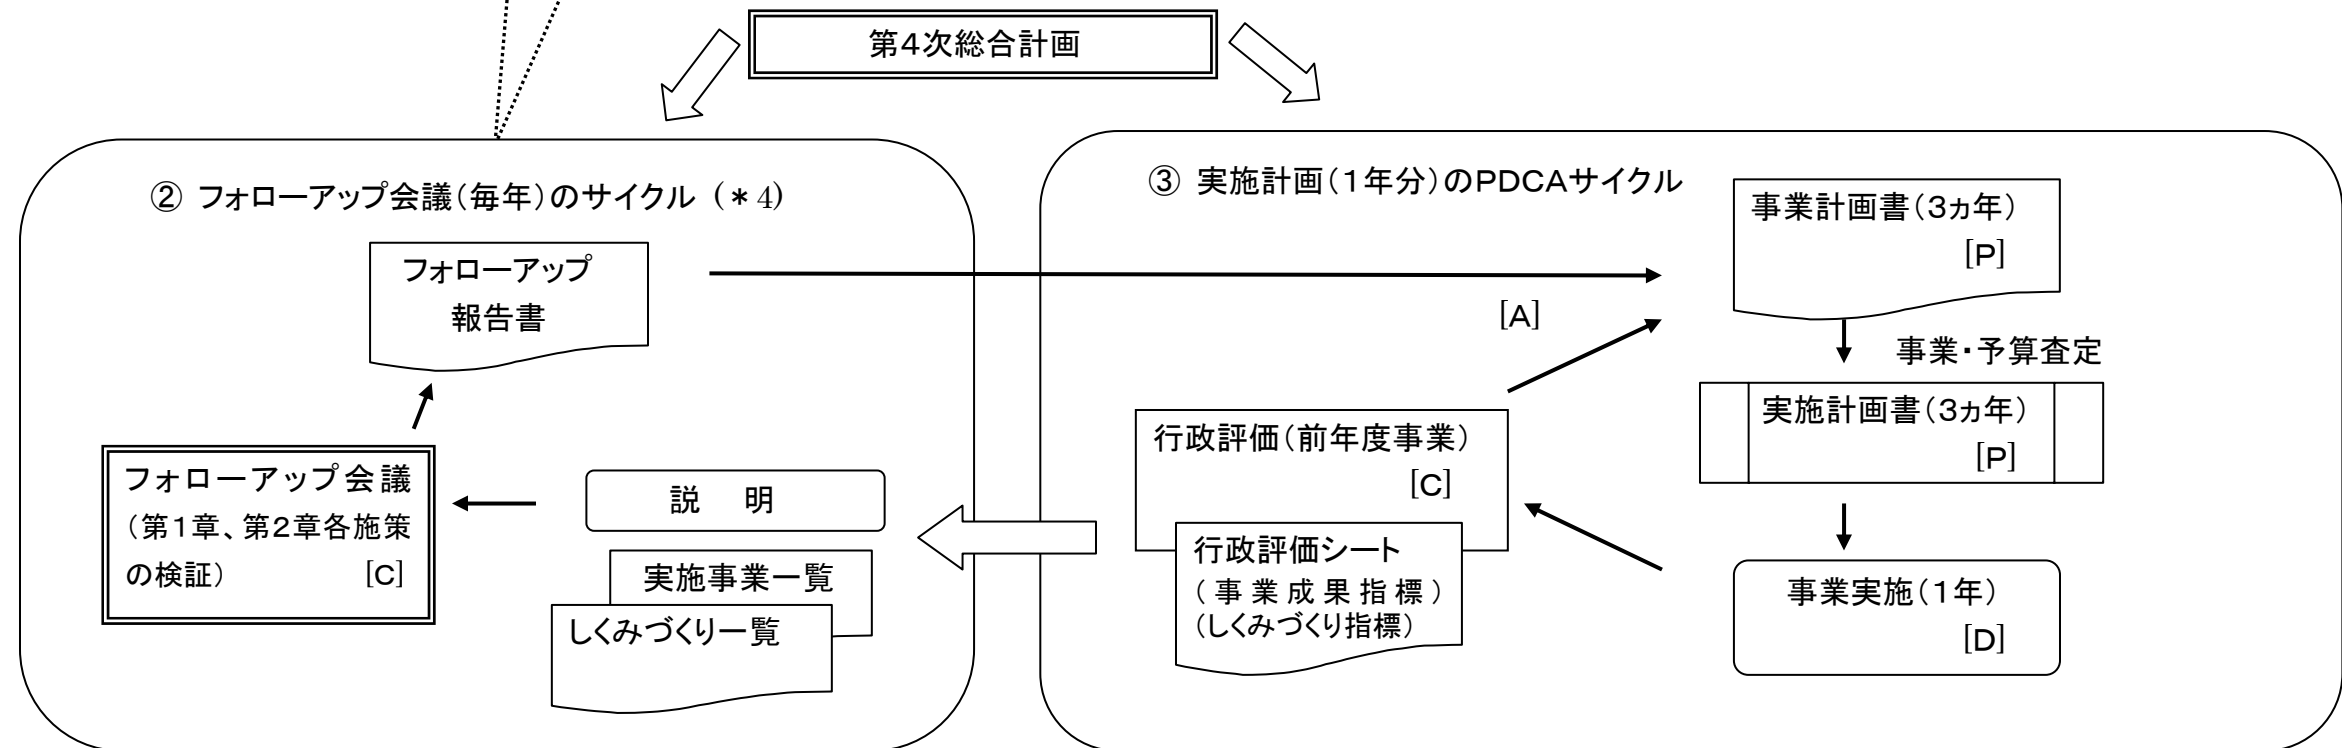 第4次総合計画
② フォローアップ会議(毎年)のサイクル (*4)
フォローアップ
報告書
フォローアップ会議
(第1章、第2章各施策
の検証) [C]
説 明
実施事業一覧
しくみづくり一覧
③ 実施計画(1年分)のPDCAサイクル
事業計画書(3ヵ年)
[P]
[A]
事業・予算査定
実施計画書(3ヵ年)
[P]
行政評価(前年度事業)
[C]
行政評価シート
(事業成果指標)
(しくみづくり指標)
事業実施(1年)
[D]